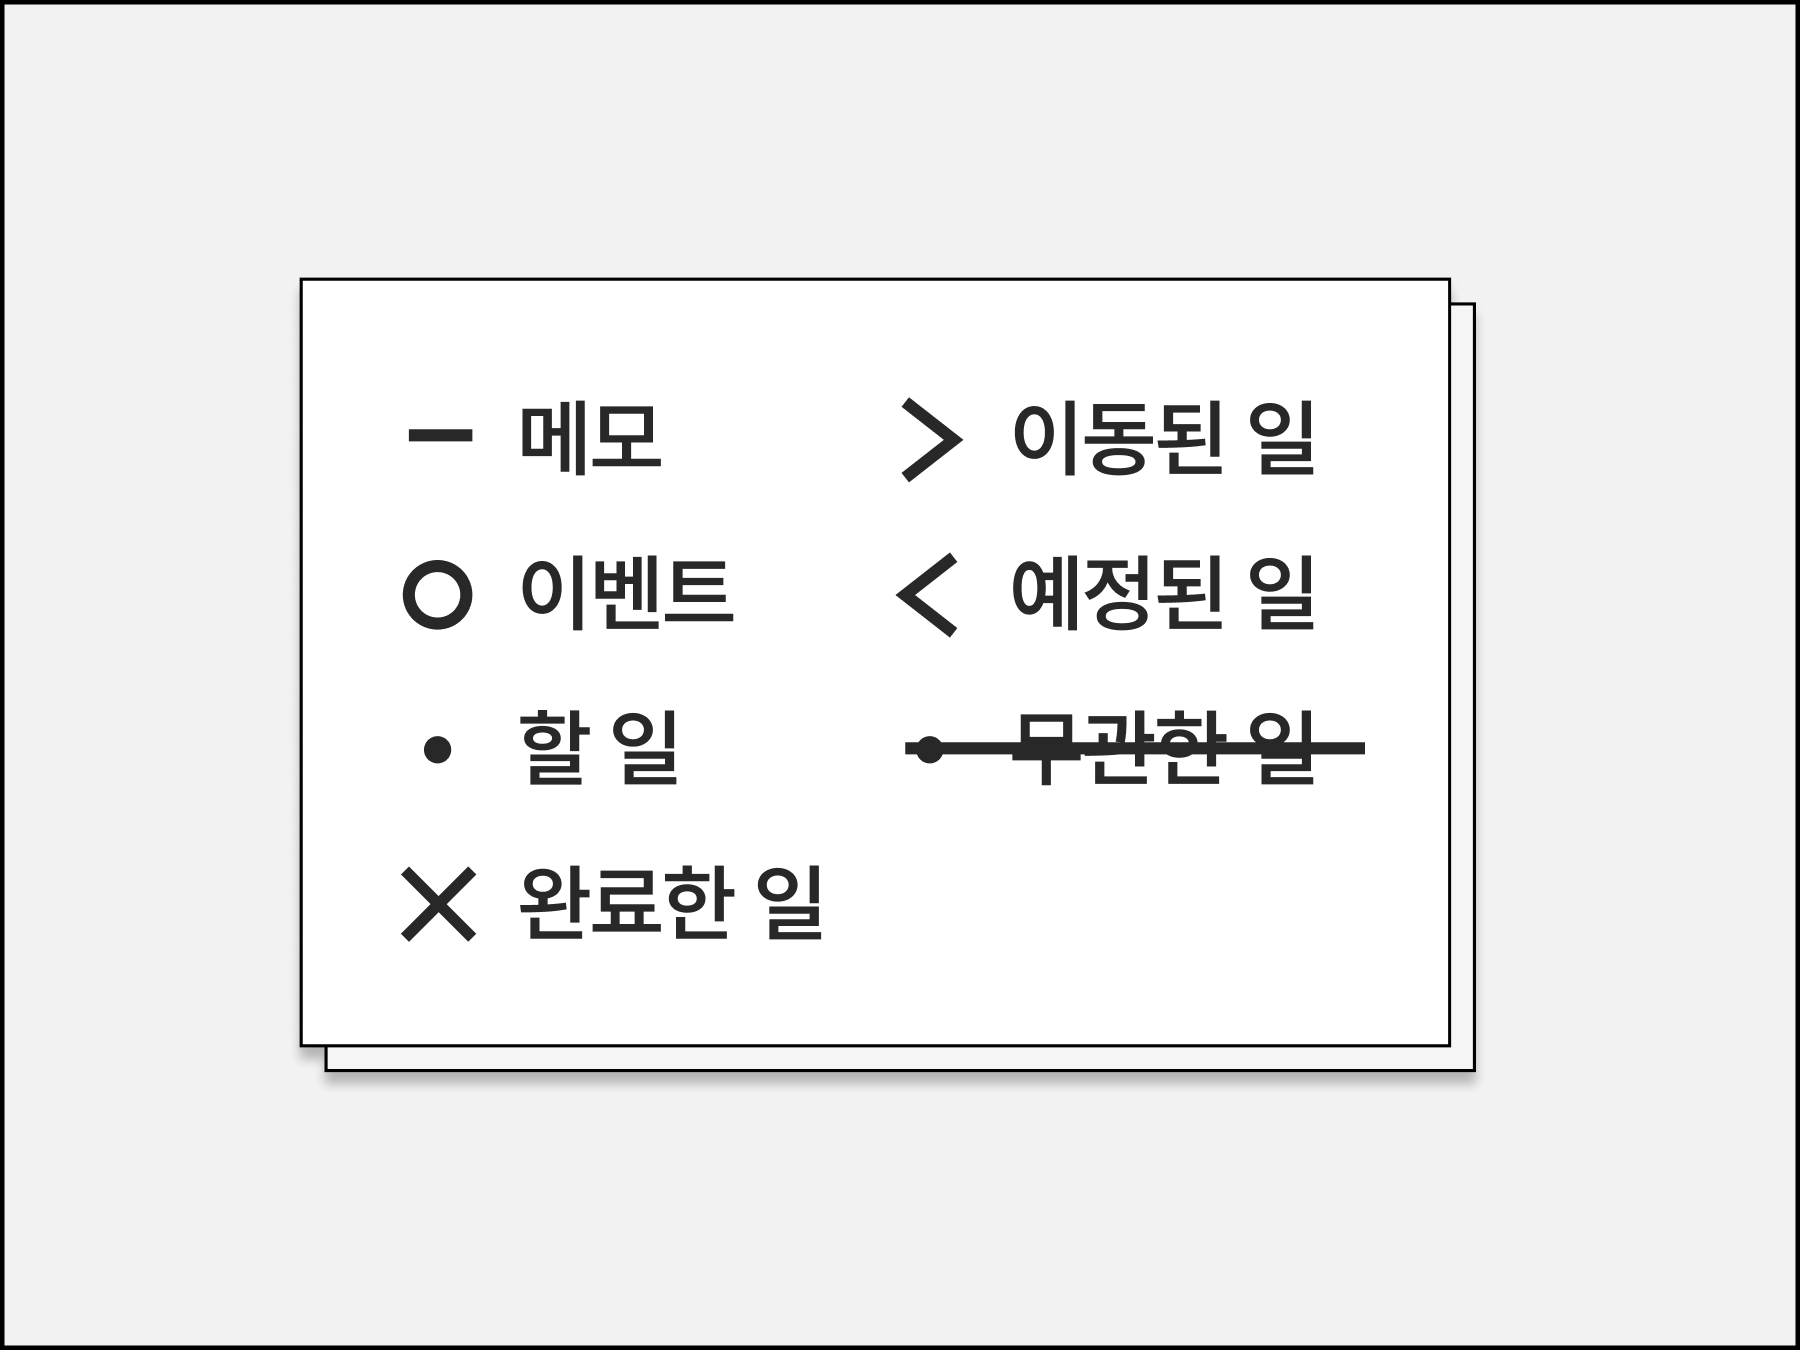 — 메모
○ 이벤트
• 할 일
× 완료한 일
> 이동된 일
< 예정된 일
• 무관한 일